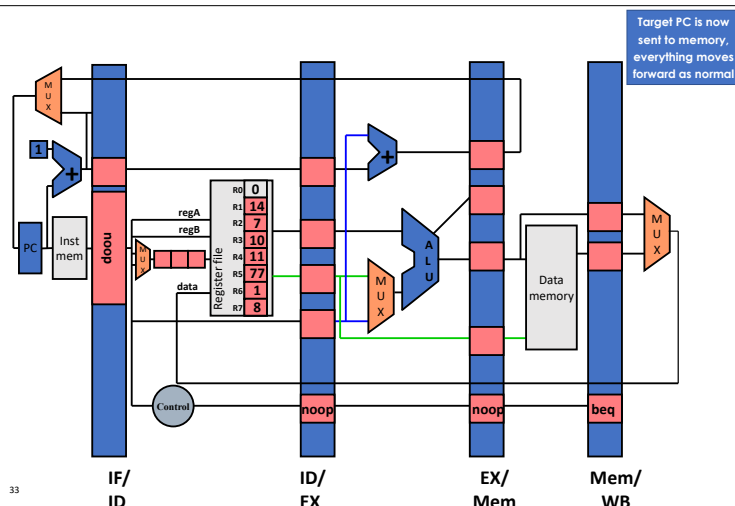 Target PC is now
sent to memory,
everything moves
forward as normal
M
U
X
1
+
+
PC
Inst
mem
noop
regA
regB
M
U
X
data
Register file
R0 0
R1 14
R2 7
R3 10
R4 11
R5 77
R6 1
R7 8
M
U
X
A
L
U
Data
memory
M
U
X
Control
noop
noop
beq
IF/
ID
ID/
EX
EX/
Mem
Mem/
WB
33